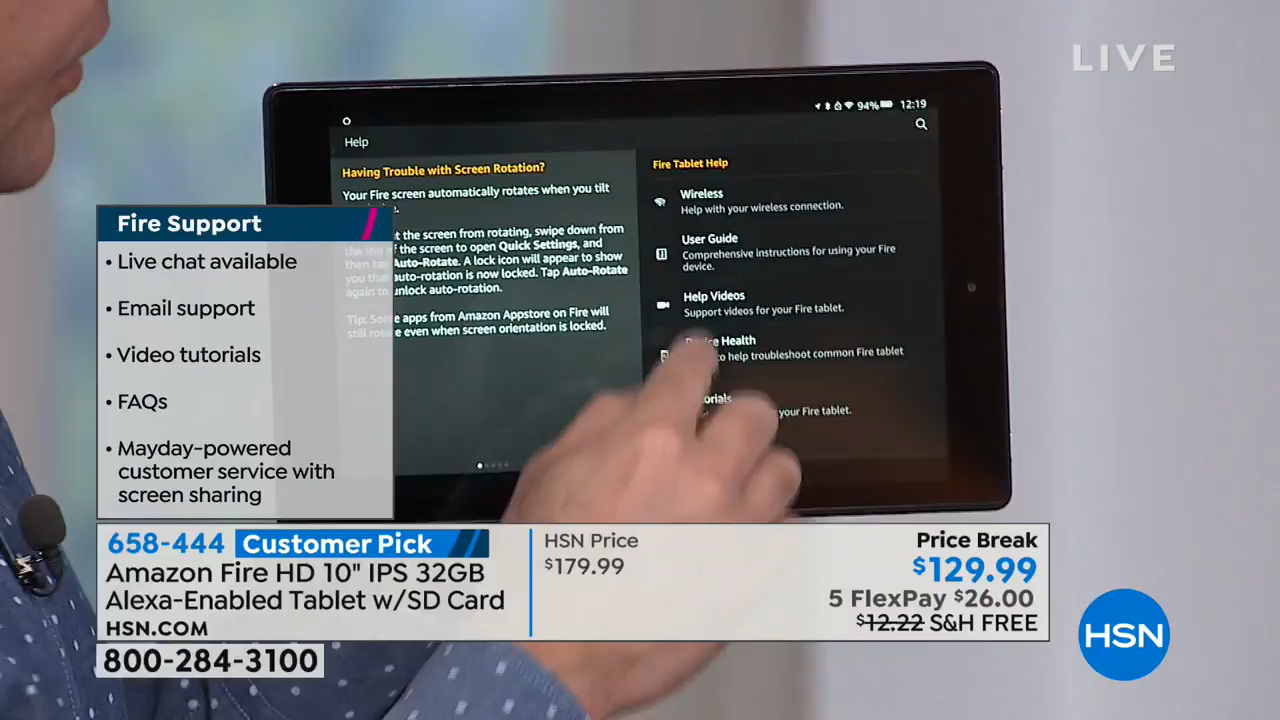 LIVE
94% 12:19
Help
Having Trouble with Screen Rotation?
Your Fire screen automatically rotates when you tilt
the screen from rotating, swipe down from
the top of the screen to open Quick Settings, and
then tap Auto-Rotate. A lock icon will appear to show
you that auto-rotation is now locked. Tap Auto-Rotate
again to unlock auto-rotation.
Tip: Some apps from Amazon Appstore on Fire will
still rotate even when screen orientation is locked.
Fire Tablet Help
Wireless
Help with your wireless connection.
User Guide
Comprehensive instructions for using your Fire
device.
Help Videos
Support videos for your Fire tablet.
Device Health
to help troubleshoot common Fire tablet
your Fire tablet.
Fire Support
• Live chat available
• Email support
• Video tutorials
• FAQs
• Mayday-powered
customer service with
screen sharing
658-444 Customer Pick
Amazon Fire HD 10" IPS 32GB
Alexa-Enabled Tablet w/SD Card
HSN.COM
800-284-3100
HSN Price
$179.99
Price Break
$129.99
5 FlexPay $26.00
$12.22 S&H FREE
HSN